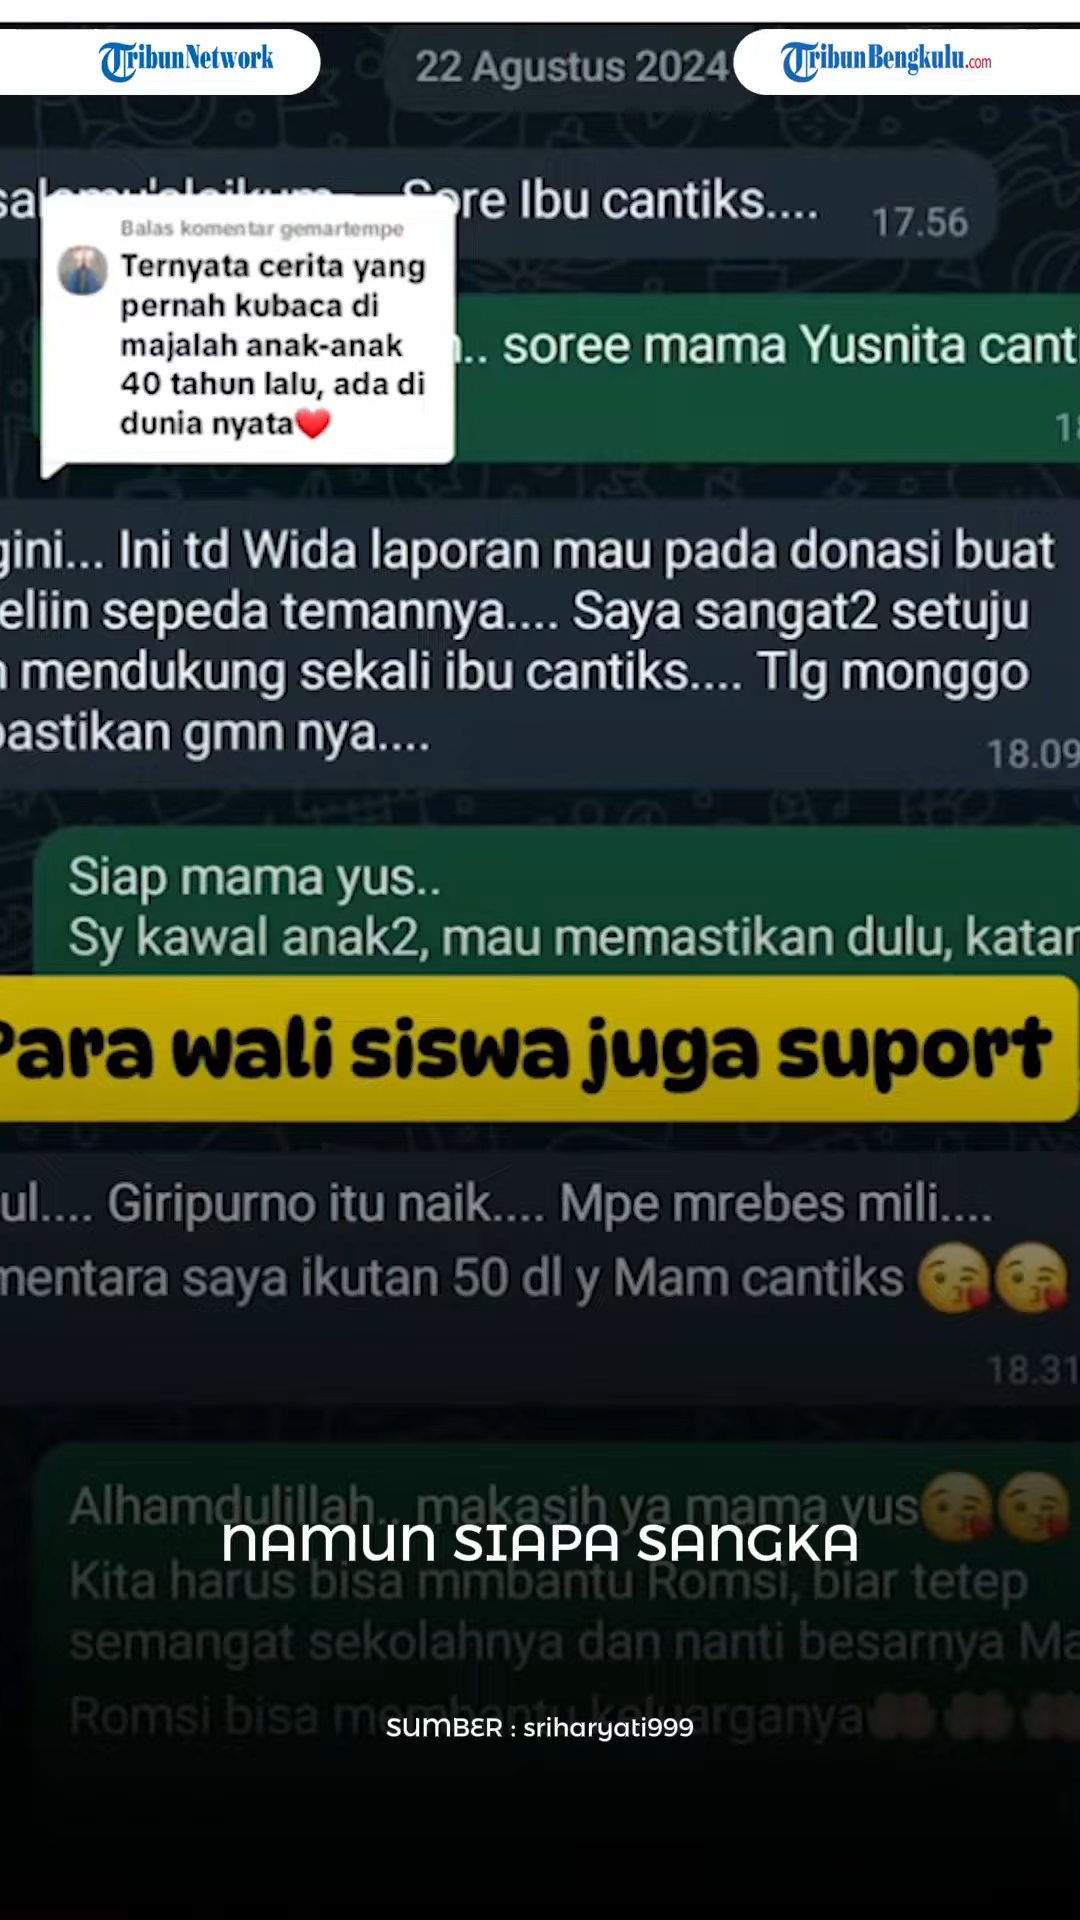 TribunNetwork
22 Agustus 2024
TribunBengkulu.com
Sore Ibu cantiks....
17.56
Balas komentar gemartempe
Ternyata cerita yang
pernah kubaca di
majalah anak-anak
40 tahun lalu, ada di
dunia nyata❤️
.. soree mama Yusnita cant
18
gini... Ini td Wida laporan mau pada donasi buat
eliin sepeda temannya.... Saya sangat2 setuju
n mendukung sekali ibu cantiks.... Tlg monggo
pastikan gmn nya....
18.09
Siap mama yus..
Sy kawal anak2, mau memastikan dulu, katan
Para wali siswa juga suport
ul.... Giripurno itu naik.... Mpe mrebes mili....
mentara saya ikutan 50 dl y Mam cantiks 😘😘
18.31
Alhamdulillah.. makasih ya mama yus😘😘
NAMUN SIAPA SANGKA
Kita harus bisa mmbantu Romsi, biar tetep
semangat sekolahnya dan nanti besarnya Ma
Romsi bisa membantu keluarganya🤲🤲🤲
SUMBER : sriharyati999